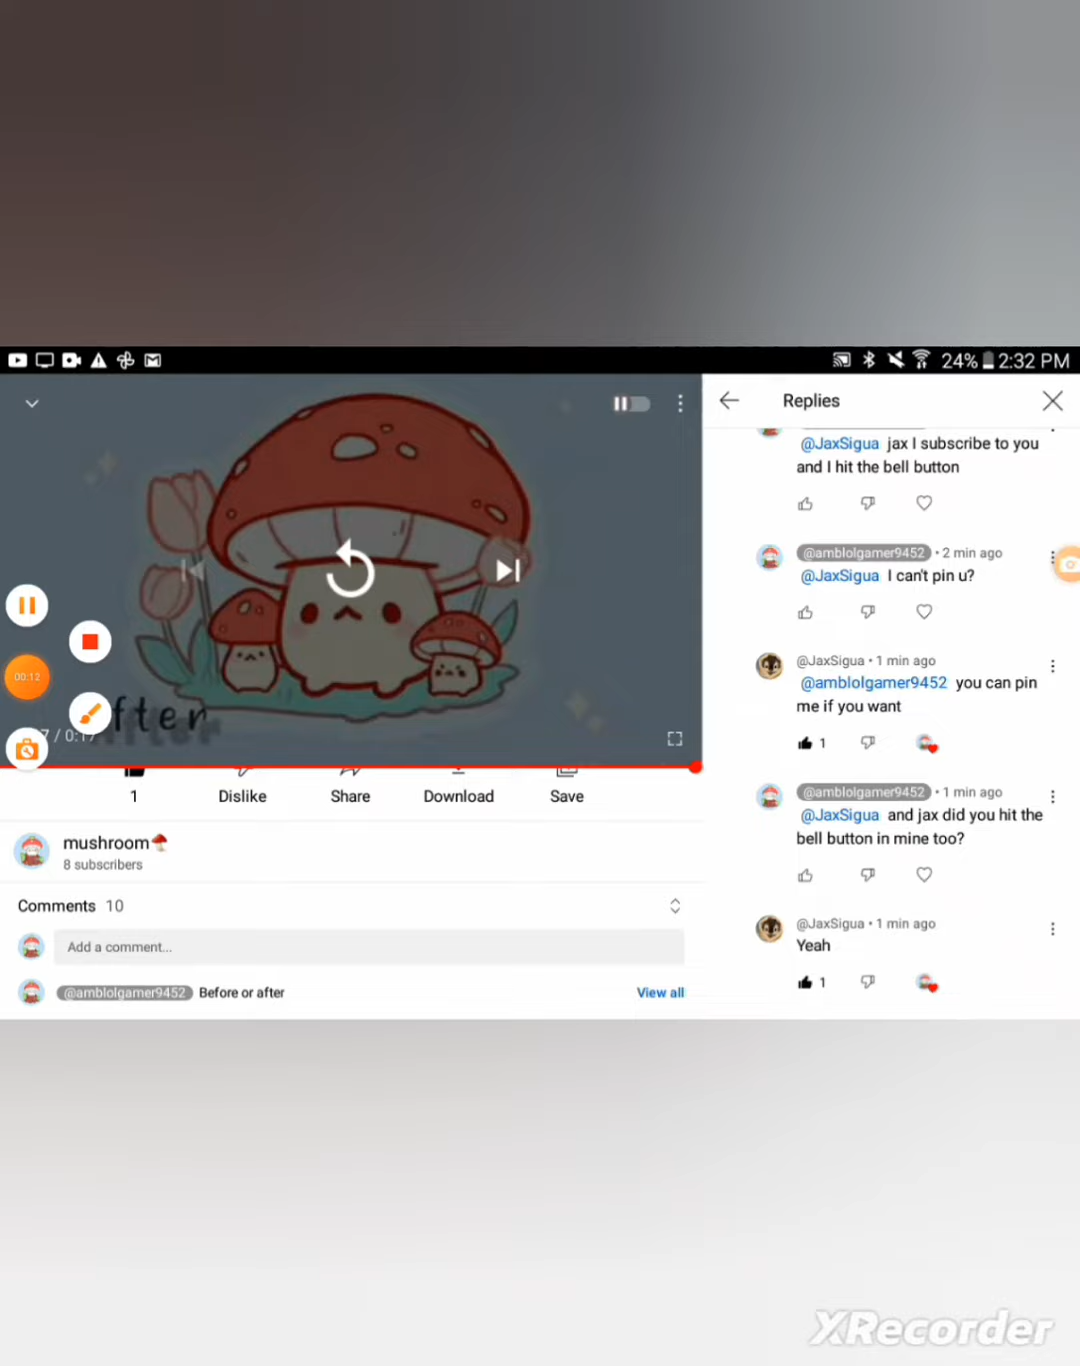 24% 2:32 PM
Replies
@JaxSigua jax I subscribe to you
and I hit the bell button
@amblolgamer9452 • 2 min ago
@JaxSigua I can't pin u?
@JaxSigua • 1 min ago
@amblolgamer9452 you can pin
me if you want
1
@amblolgamer9452 • 1 min ago
@JaxSigua and jax did you hit the
bell button in mine too?
@JaxSigua • 1 min ago
Yeah
1
00:12
fter
7 / 0:17
1 Dislike Share Download Save
mushroom🍄
8 subscribers
Comments 10
Add a comment...
@amblolgamer9452 Before or after View all
XRecorder